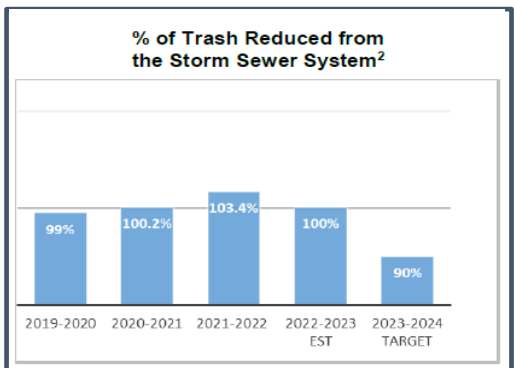 % of Trash Reduced from
the Storm Sewer System²
99%
100.2%
103.4%
100%
90%
2019-2020 2020-2021 2021-2022 2022-2023 2023-2024
EST TARGET